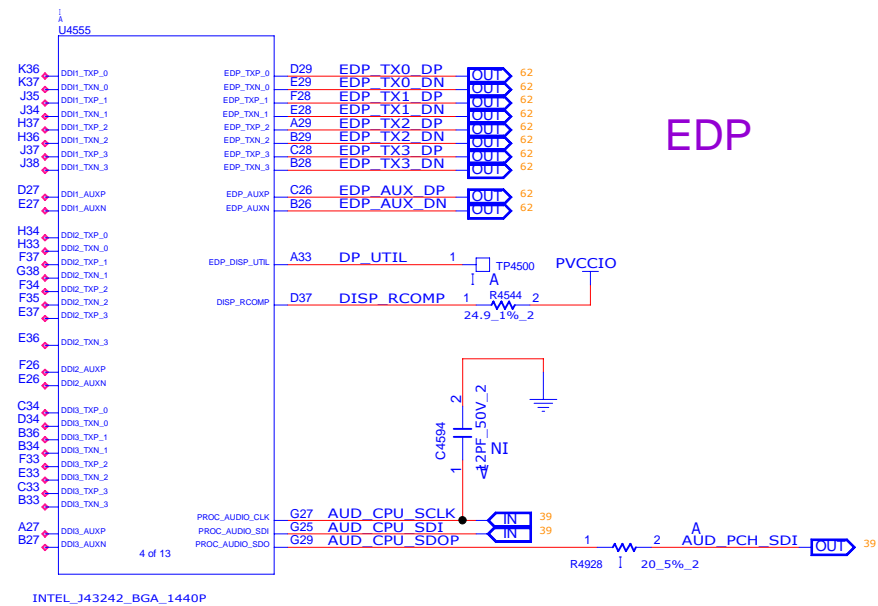 I
A
U4555
K36 DDI1_TXP_0 EDP_TXP_0 D29 EDP_TX0_DP OUT 62
K37 DDI1_TXN_0 EDP_TXN_0 E29 EDP_TX0_DN OUT 62
J35 DDI1_TXP_1 EDP_TXP_1 F28 EDP_TX1_DP OUT 62
J34 DDI1_TXN_1 EDP_TXN_1 E28 EDP_TX1_DN OUT 62
H37 DDI1_TXP_2 EDP_TXP_2 A29 EDP_TX2_DP OUT 62
H36 DDI1_TXN_2 EDP_TXN_2 B29 EDP_TX2_DN OUT 62
J37 DDI1_TXP_3 EDP_TXP_3 C28 EDP_TX3_DP OUT 62
J38 DDI1_TXN_3 EDP_TXN_3 B28 EDP_TX3_DN OUT 62
EDP
D27 DDI1_AUXP EDP_AUXP C26 EDP_AUX_DP OUT 62
E27 DDI1_AUXN EDP_AUXN B26 EDP_AUX_DN OUT 62
H34 DDI2_TXP_0
H33 DDI2_TXN_0
F37 DDI2_TXP_1 EDP_DISP_UTIL A33 DP_UTIL 1 TP4500 PVCCIO
G38 DDI2_TXN_1 I A
F34 DDI2_TXP_2
F35 DDI2_TXN_2 DISP_RCOMP D37 DISP_RCOMP 1 R4544 2
E37 DDI2_TXP_3 24.9_1%_2
E36 DDI2_TXN_3
F26 DDI2_AUXP
E26 DDI2_AUXN
C34 DDI3_TXP_0
D34 DDI3_TXN_0
B36 DDI3_TXP_1
B34 DDI3_TXN_1
F33 DDI3_TXP_2
E33 DDI3_TXN_2
C33 DDI3_TXP_3
B33 DDI3_TXN_3
2
C4594
12PF_50V_2
NI
1
A
PROC_AUDIO_CLK G27 AUD_CPU_SCLK IN 39
A27 DDI3_AUXP PROC_AUDIO_SDI G25 AUD_CPU_SDI IN 39
B27 DDI3_AUXN PROC_AUDIO_SDO G29 AUD_CPU_SDOP 1 2 A AUD_PCH_SDI OUT 39
4 of 13
R4928 I 20_5%_2
INTEL_J43242_BGA_1440P